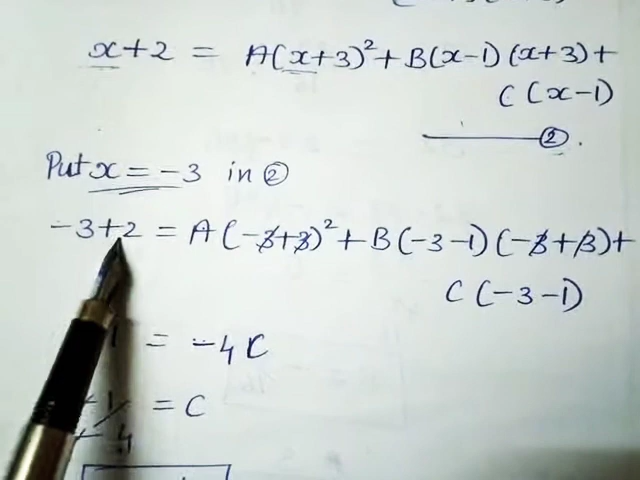 x+2 = A(x+3)² + B(x-1)(x+3)+
C(x-1)
②.
Put x = -3 in ②
-3+2 = A(-3+3)² + B(-3-1)(-3+3)+
C(-3-1)
1 = -4C
= C